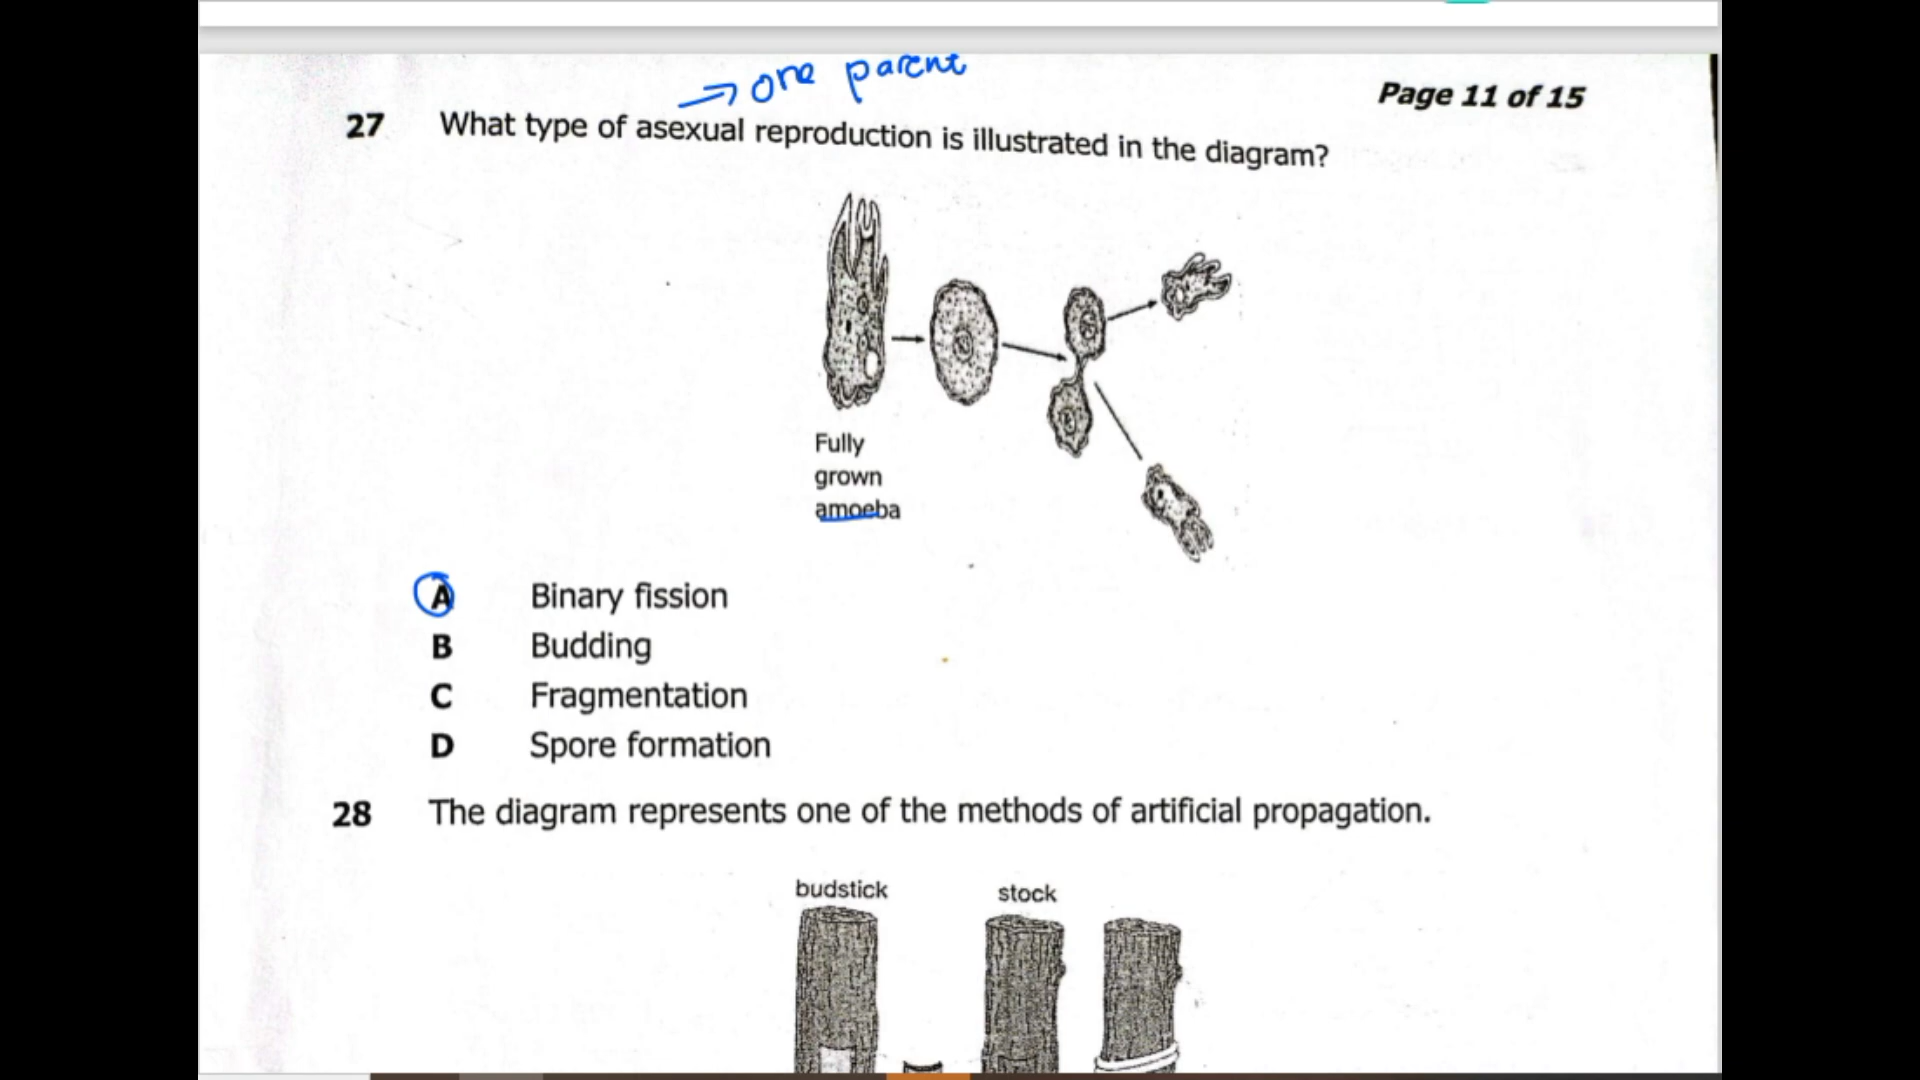 → one parent
Page 11 of 15
27 What type of asexual reproduction is illustrated in the diagram?
Fully
grown
amoeba
A Binary fission
B Budding
C Fragmentation
D Spore formation
28 The diagram represents one of the methods of artificial propagation.
budstick stock